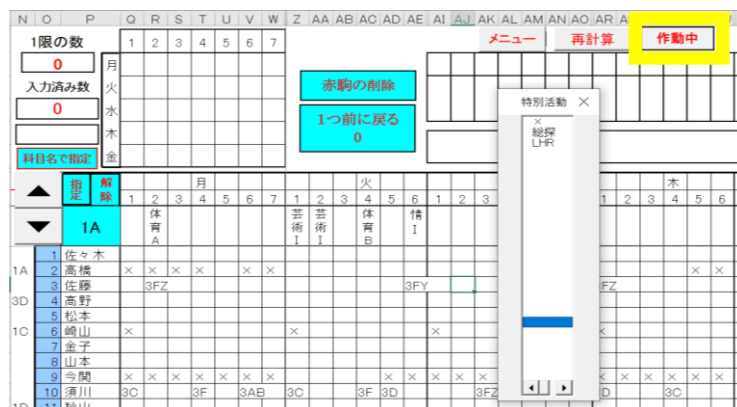 N O P Q R S T U V W Z AA AB AC AD AE AI AJ AK AL AM AN AO AR
1限の数 1 2 3 4 5 6 7 メニュー 再計算 作動中
0
月
入力済み数 火 赤駒の削除
特別活動 ×
0 水 1つ前に戻る
0
×
総探
LHR
木
科目名で指定 金
▲ 指定 解除 月 火 木
1 2 3 4 5 6 7 1 2 3 4 5 6 1 2 3 1 2 3 4 5 6
▼ 1A 体育A 芸術I 芸術I 体育B 情I
1 佐々木
1A 2 高橋 × × × × × × × ×
3 佐藤 3FZ 3FY FZ
3D 4 高野
5 松本
1C 6 崎山 × × × ×
7 金子
8 山本
9 今関 × × × × × × × × × × × × × × × ×
10 須川 3C 3F 3AB 3C 3F 3D 3FZ D 3C
1D 11 秋山